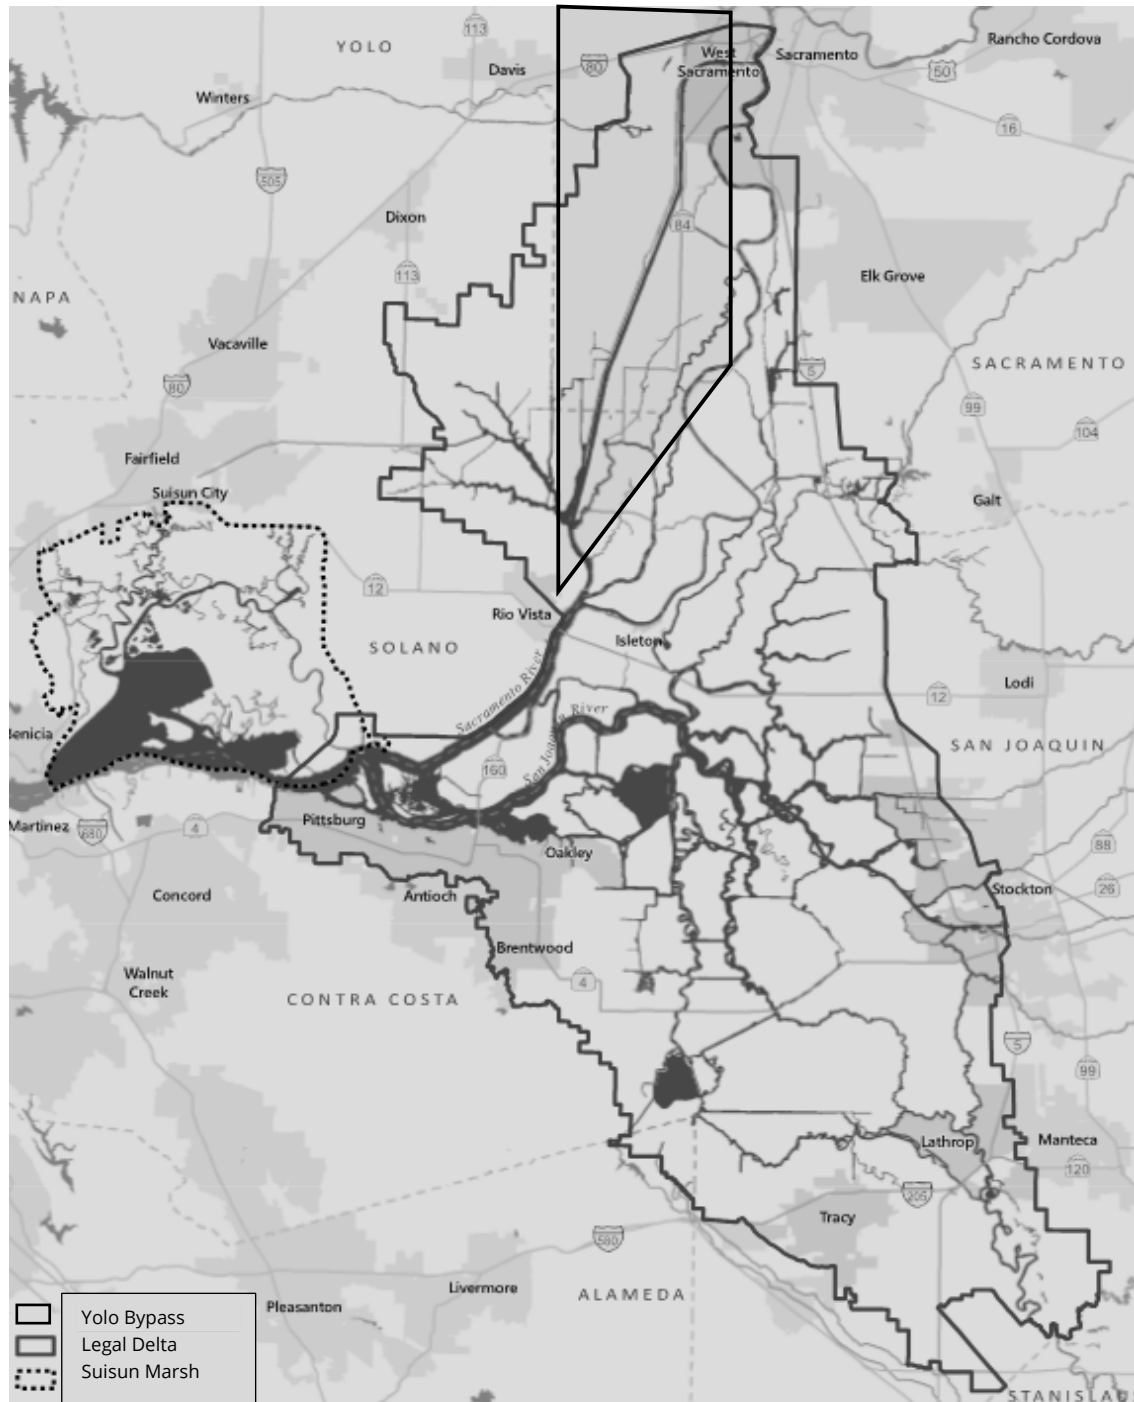 113
YOLO
Rancho Cordova
West
Sacramento
Sacramento
80
Davis
50
Winters
16
505
Dixon
84
113
Elk Grove
NAPA
Vacaville
5
SACRAMENTO
80
99
104
Fairfield
Suisun City
Galt
12
Rio Vista
Isleton
SOLANO
Lodi
12
Sacramento River
San Joaquin River
Benicia
SAN JOAQUIN
160
Pittsburg
Martinez
680
4
88
Oakley
Concord
Antioch
Stockton
26
Brentwood
Walnut
Creek
4
CONTRA COSTA
5
99
Lathrop
Manteca
120
205
Tracy
580
Livermore
ALAMEDA
Pleasanton
Yolo Bypass
Legal Delta
Suisun Marsh
STANISLAUS